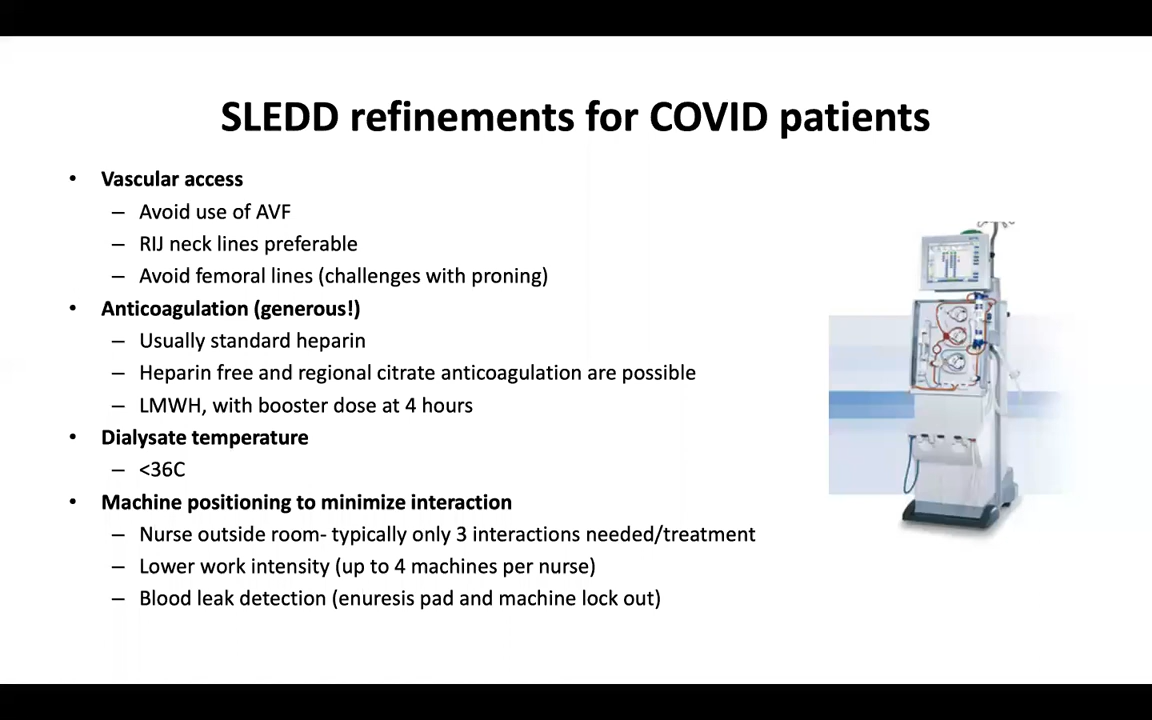 SLEDD refinements for COVID patients
• Vascular access
– Avoid use of AVF
– RIJ neck lines preferable
– Avoid femoral lines (challenges with proning)
• Anticoagulation (generous!)
– Usually standard heparin
– Heparin free and regional citrate anticoagulation are possible
– LMWH, with booster dose at 4 hours
• Dialysate temperature
– <36C
• Machine positioning to minimize interaction
– Nurse outside room- typically only 3 interactions needed/treatment
– Lower work intensity (up to 4 machines per nurse)
– Blood leak detection (enuresis pad and machine lock out)